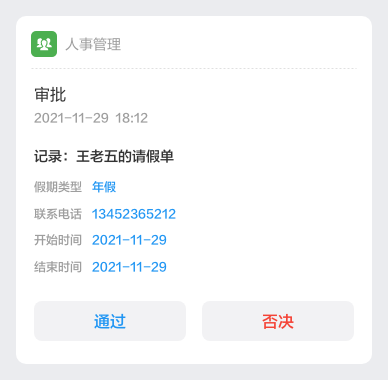 人事管理
审批
2021-11-29 18:12
记录：王老五的请假单
假期类型 年假
联系电话 13452365212
开始时间 2021-11-29
结束时间 2021-11-29
通过 否决